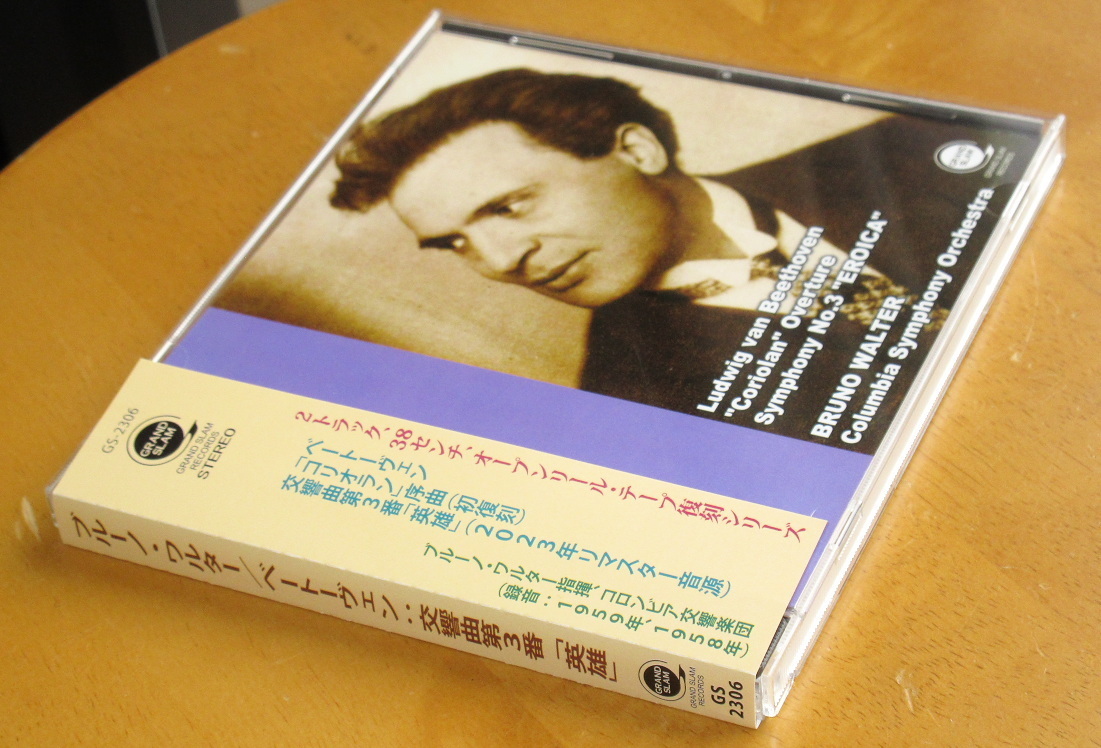 GRAND SLAM
GRAND SLAM RECORDS
Ludwig van Beethoven
"Coriolan" Overture
Symphony No.3 "EROICA"
BRUNO WALTER
Columbia Symphony Orchestra
GS-2306
GRAND SLAM
GRAND SLAM
RECORDS
STEREO
2トラック、38センチ、オープンリール・テープ復刻シリーズ
ベートーヴェン
「コリオラン」序曲(初復刻)
交響曲第3番「英雄」(2023年リマスター音源)
ブルーノ・ワルター指揮、コロンビア交響楽団
(録音:1959年、1958年)
ブルーノ・ワルター/ベートーヴェン:交響曲第3番「英雄」
GRAND SLAM
GRAND SLAM
RECORDS
GS
2306